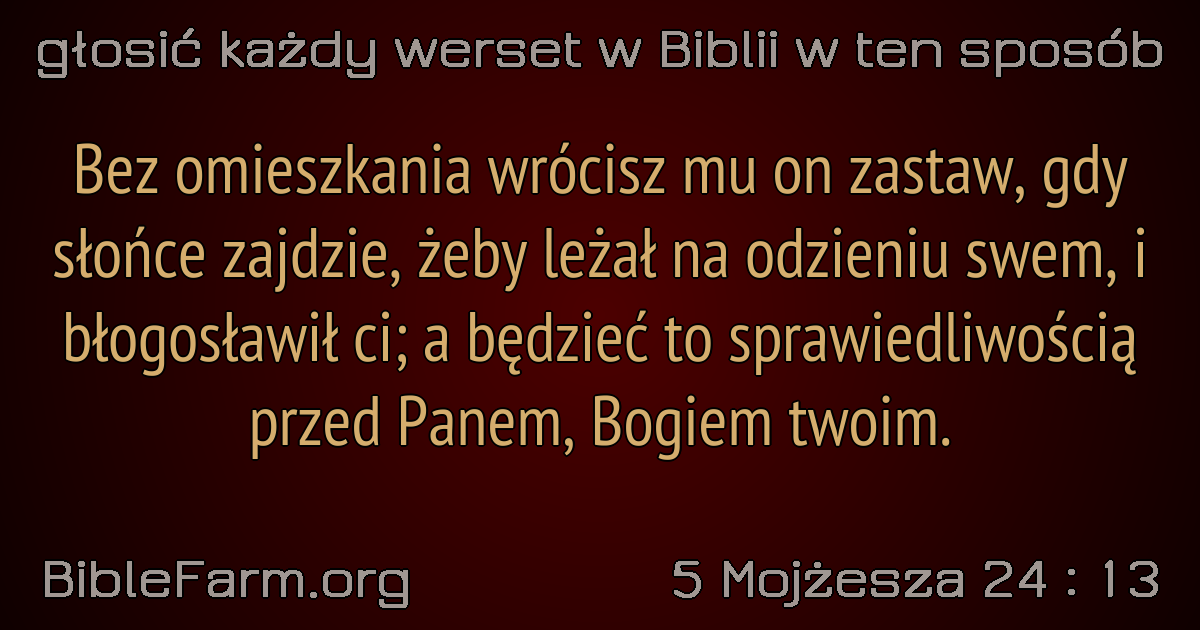 głosić każdy werset w Biblii w ten sposób
Bez omieszkania wrócisz mu on zastaw, gdy
słońce zajdzie, żeby leżał na odzieniu swem, i
błogosławił ci; a będzieć to sprawiedliwością
przed Panem, Bogiem twoim.
BibleFarm.org
5 Mojżesza 24 : 13